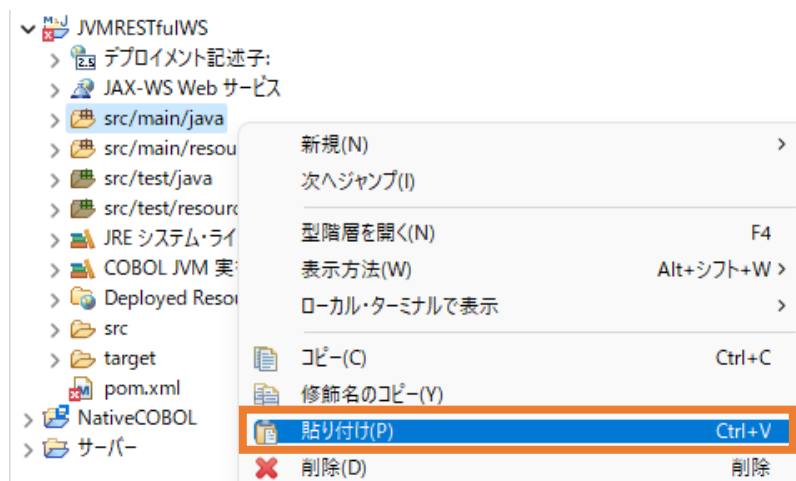 JVMRESTfulWS
デプロイメント記述子:
JAX-WS Web サービス
src/main/java
src/main/resou
src/test/java
src/test/resourc
JRE システム・ライ
COBOL JVM 実
Deployed Resou
src
target
pom.xml
NativeCOBOL
サーバー
新規(N)
次へジャンプ(I)
型階層を開く(N) F4
表示方法(W) Alt+シフト+W
ローカル・ターミナルで表示
コピー(C) Ctrl+C
修飾名のコピー(Y)
貼り付け(P) Ctrl+V
削除(D) 削除